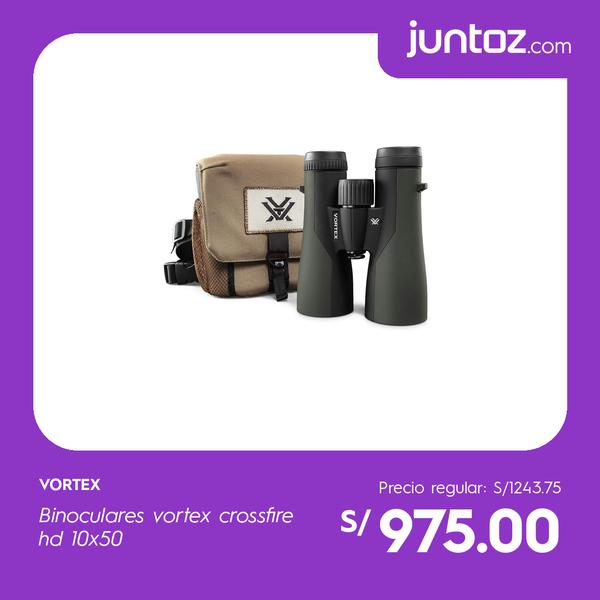 juntoz.com
VORTEX
VORTEX
Binoculares vortex crossfire
hd 10x50
Precio regular: S/1243.75
S/ 975.00